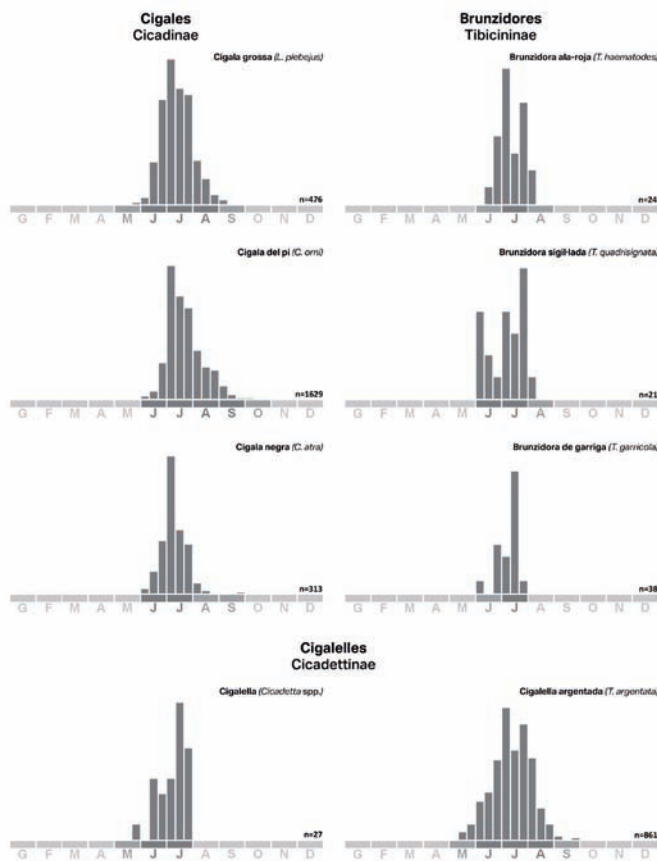 Cigales
Cicadinae
Brunzidores
Tibicininae
Cigala grossa (L. plebejus)
n=476
G F M A M J J A S O N D
Brunzidora ala-roja (T. haematodes)
n=24
G F M A M J J A S O N D
Cigala del pi (C. orni)
n=1629
G F M A M J J A S O N D
Brunzidora sigil·lada (T. quadrisignata)
n=21
G F M A M J J A S O N D
Cigala negra (C. atra)
n=313
G F M A M J J A S O N D
Brunzidora de garriga (T. garricola)
n=38
G F M A M J J A S O N D
Cigalelles
Cicadettinae
Cigalella (Cicadetta spp.)
n=27
G F M A M J J A S O N D
Cigalella argentada (T. argentata)
n=861
G F M A M J J A S O N D